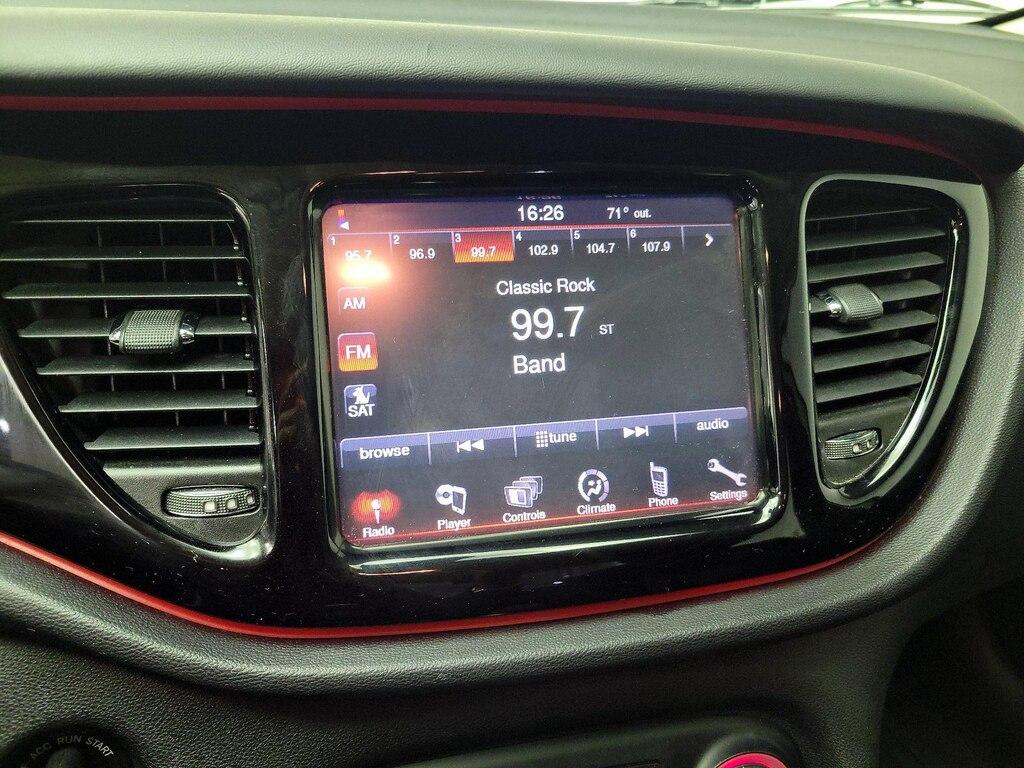 16:26 71° out.
1 95.7 2 96.9 3 99.7 4 102.9 5 104.7 6 107.9
Classic Rock
AM
99.7 ST
FM
Band
SAT
browse tune audio
Radio Player Controls Climate Phone Settings
ACC RUN START